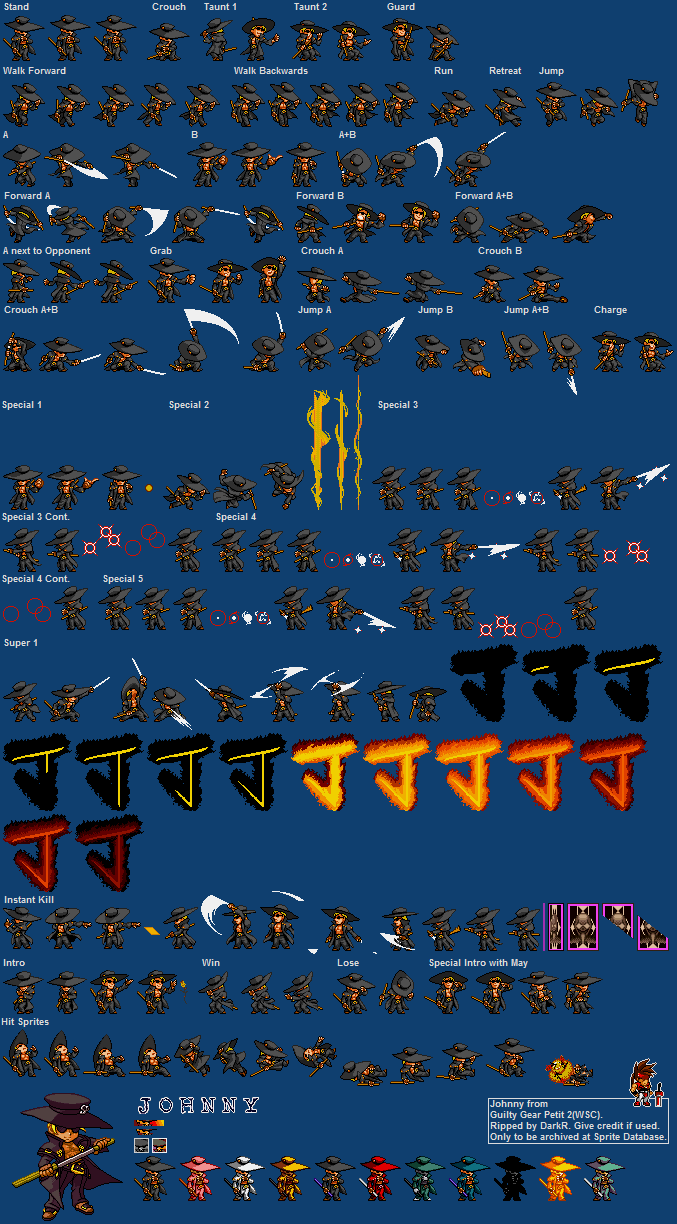 Stand Crouch Taunt 1 Taunt 2 Guard
Walk Forward Walk Backwards Run Retreat Jump
A B A+B
Forward A Forward B Forward A+B
A next to Opponent Grab Crouch A Crouch B
Crouch A+B Jump A Jump B Jump A+B Charge
Special 1 Special 2 Special 3
Special 3 Cont. Special 4
Special 4 Cont. Special 5
Super 1
Instant Kill
Intro Win Lose Special Intro with May
Hit Sprites
JOHNNY
Johnny from
Guilty Gear Petit 2(WSC).
Ripped by DarkR. Give credit if used.
Only to be archived at Sprite Database.